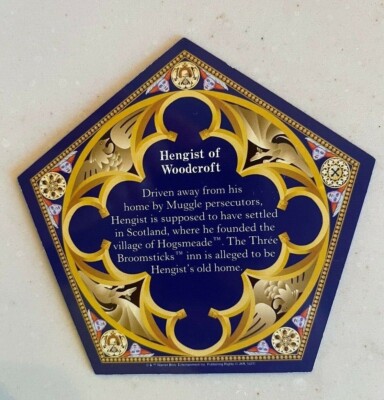 Hengist of
Woodcroft
Driven away from his
home by Muggle persecutors,
Hengist is supposed to have settled
in Scotland, where he founded the
village of Hogsmeade™. The Three
Broomsticks™ inn is alleged to be
Hengist's old home.